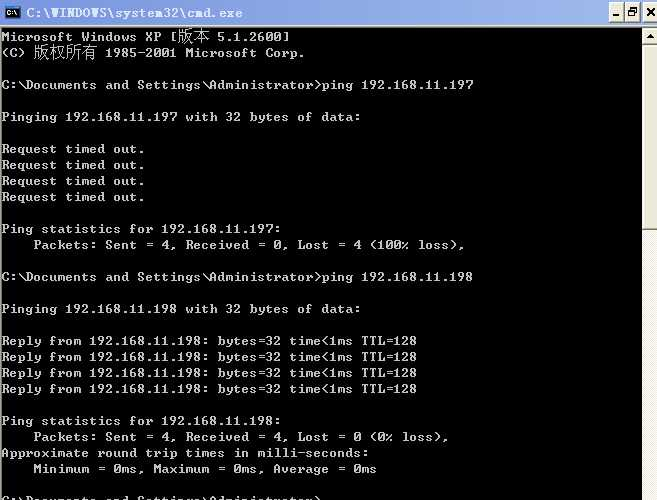 C:\WINDOWS\system32\cmd.exe
Microsoft Windows XP [版本 5.1.2600]
(C) 版权所有 1985-2001 Microsoft Corp.
C:\Documents and Settings\Administrator>ping 192.168.11.197
Pinging 192.168.11.197 with 32 bytes of data:
Request timed out.
Request timed out.
Request timed out.
Request timed out.
Ping statistics for 192.168.11.197:
Packets: Sent = 4, Received = 0, Lost = 4 (100% loss),
C:\Documents and Settings\Administrator>ping 192.168.11.198
Pinging 192.168.11.198 with 32 bytes of data:
Reply from 192.168.11.198: bytes=32 time<1ms TTL=128
Reply from 192.168.11.198: bytes=32 time<1ms TTL=128
Reply from 192.168.11.198: bytes=32 time<1ms TTL=128
Reply from 192.168.11.198: bytes=32 time<1ms TTL=128
Ping statistics for 192.168.11.198:
Packets: Sent = 4, Received = 4, Lost = 0 (0% loss),
Approximate round trip times in milli-seconds:
Minimum = 0ms, Maximum = 0ms, Average = 0ms
C:\Documents and Settings\Administrator>